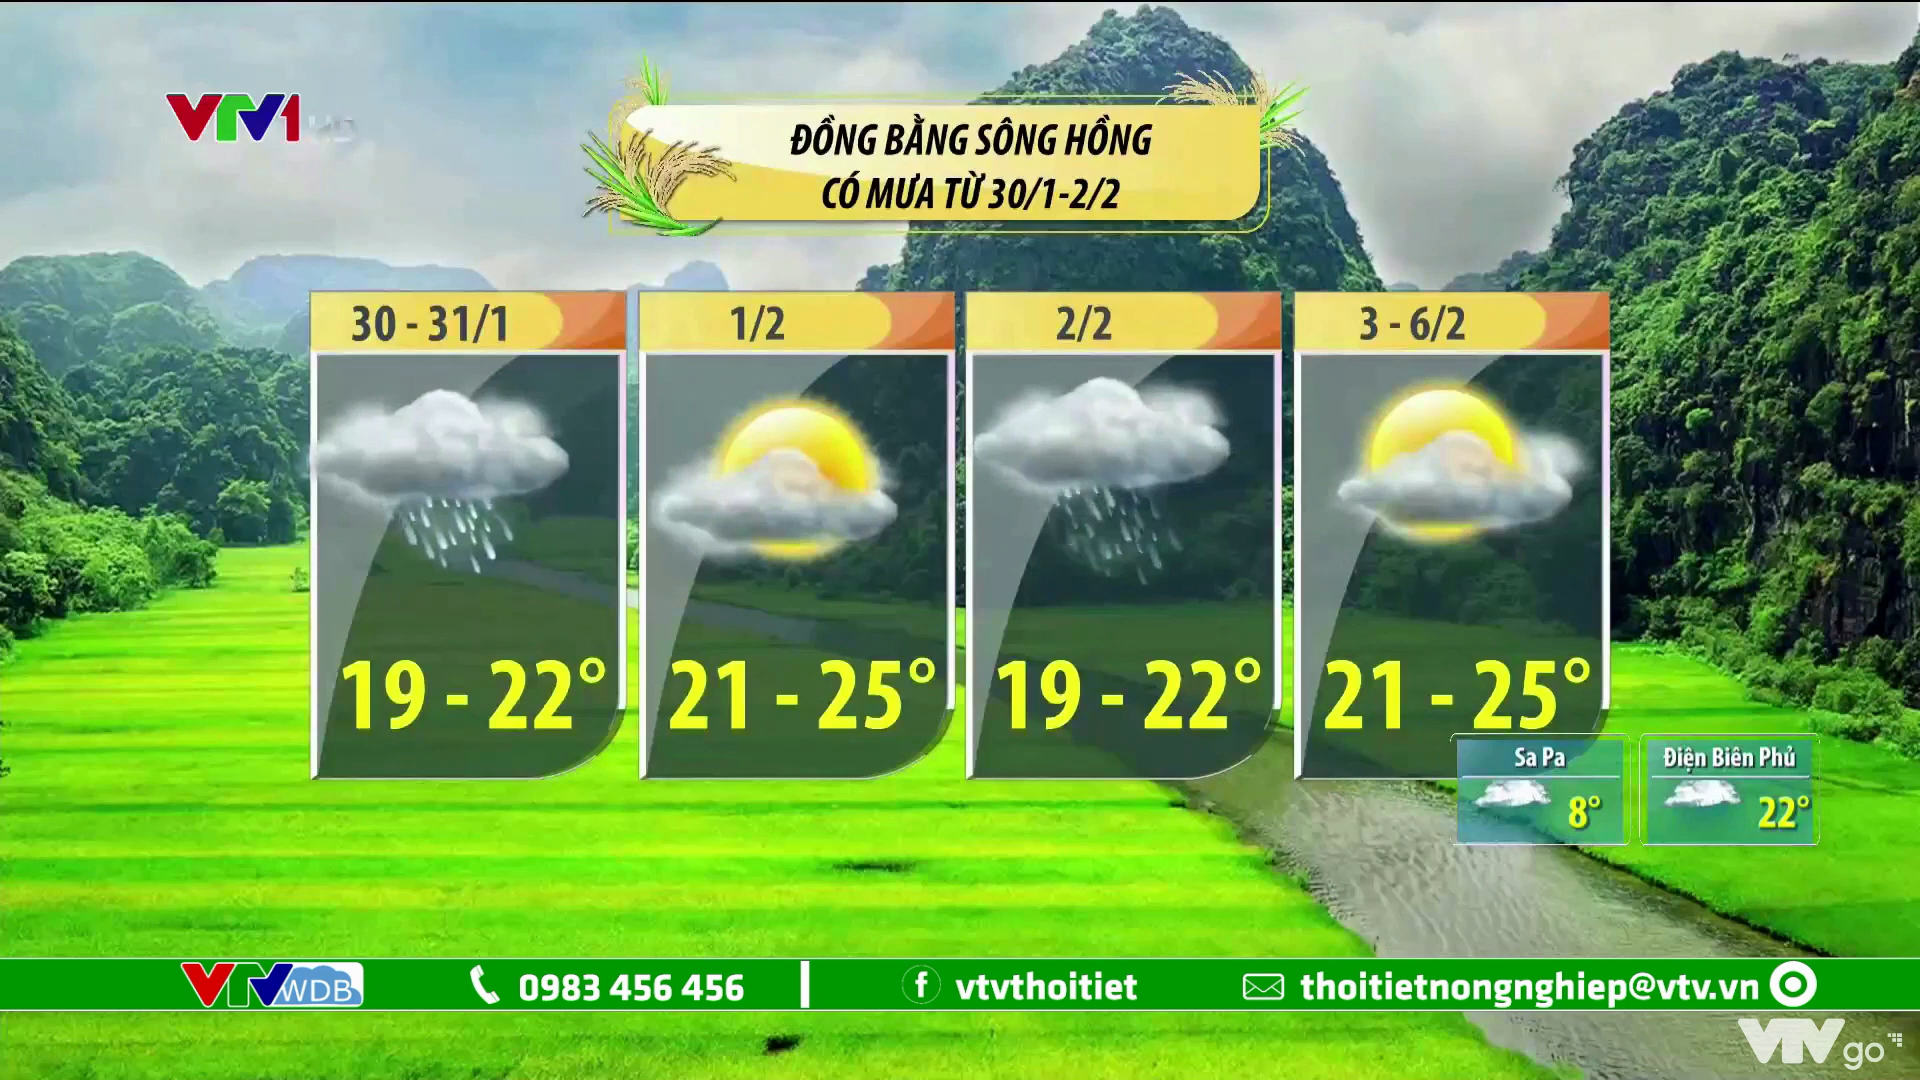 VTV1 HD
ĐỒNG BẰNG SÔNG HỒNG
CÓ MƯA TỪ 30/1-2/2
30 - 31/1
1/2
2/2
3 - 6/2
19 - 22°
21 - 25°
19 - 22°
21 - 25°
Sa Pa
8°
Điện Biên Phủ
22°
VTV WDB
0983 456 456
vtvthoitiet
thoitietnongnghiep@vtv.vn
VTV go